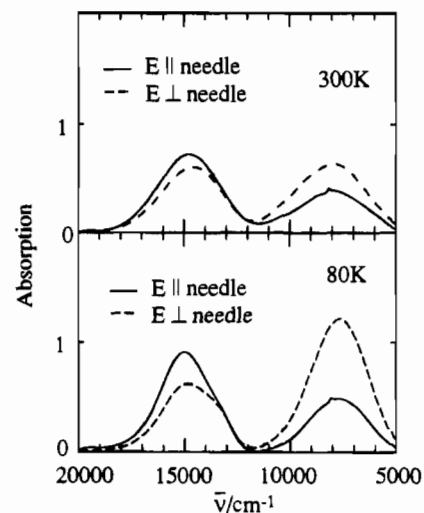 E || needle
E ⊥ needle
300K
1
0
Absorption
80K
E || needle
E ⊥ needle
1
0
20000 15000 10000 5000
ν̄/cm⁻¹